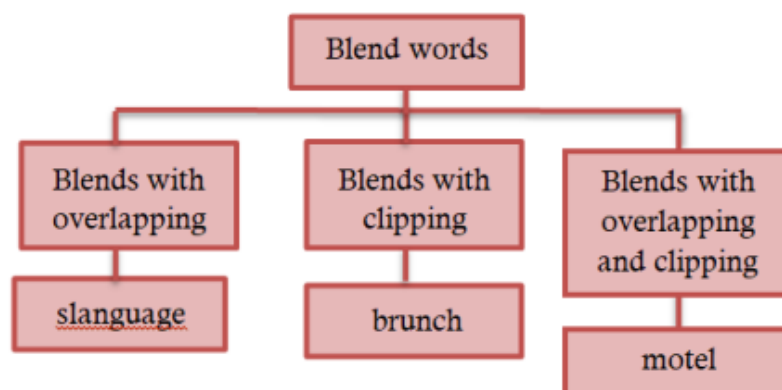 Blend words
Blends with
overlapping
Blends with
clipping
Blends with
overlapping
and clipping
slanguage
brunch
motel